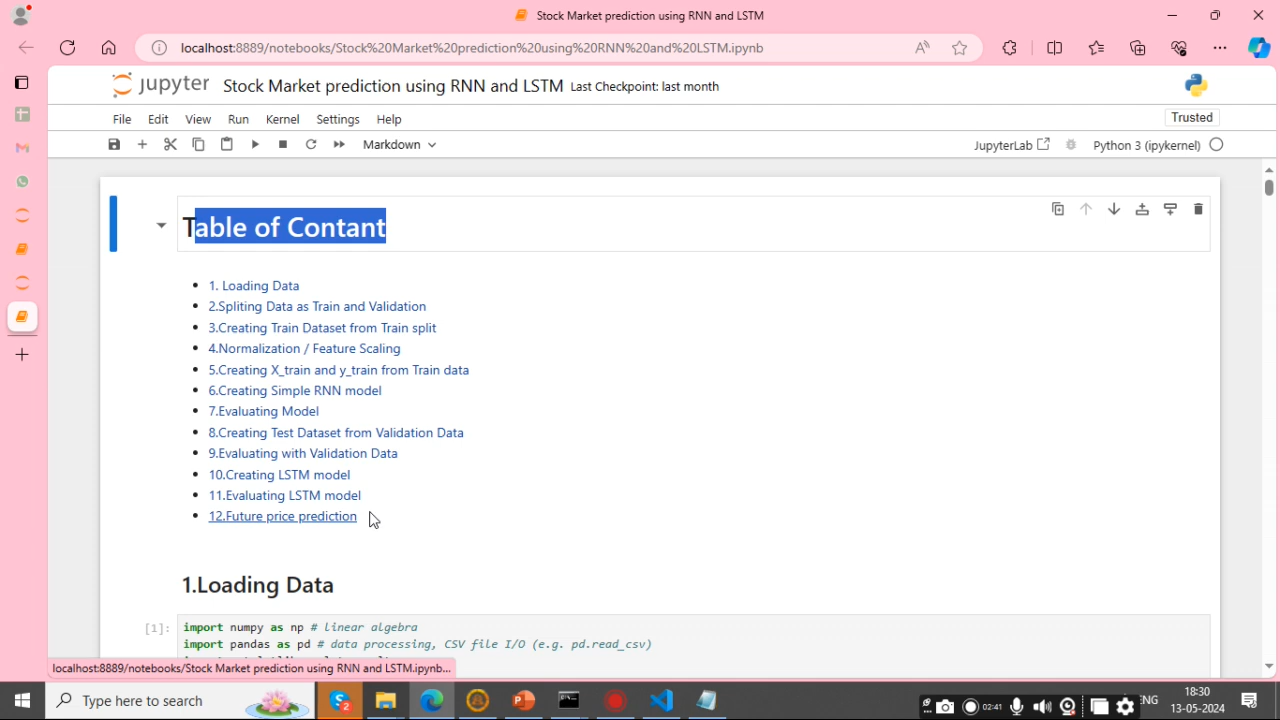 Stock Market prediction using RNN and LSTM
localhost:8889/notebooks/Stock%20Market%20prediction%20using%20RNN%20and%20LSTM.ipynb
jupyter Stock Market prediction using RNN and LSTM Last Checkpoint: last month
File Edit View Run Kernel Settings Help Trusted
Markdown JupyterLab Python 3 (ipykernel)
Table of Contant
• 1. Loading Data
• 2.Spliting Data as Train and Validation
• 3.Creating Train Dataset from Train split
• 4.Normalization / Feature Scaling
• 5.Creating X_train and y_train from Train data
• 6.Creating Simple RNN model
• 7.Evaluating Model
• 8.Creating Test Dataset from Validation Data
• 9.Evaluating with Validation Data
• 10.Creating LSTM model
• 11.Evaluating LSTM model
• 12.Future price prediction
1.Loading Data
[1]: import numpy as np # linear algebra
import pandas as pd # data processing, CSV file I/O (e.g. pd.read_csv)
localhost:8889/notebooks/Stock Market prediction using RNN and LSTM.ipynb...
Type here to search
02:41
ENG
18:30
13-05-2024